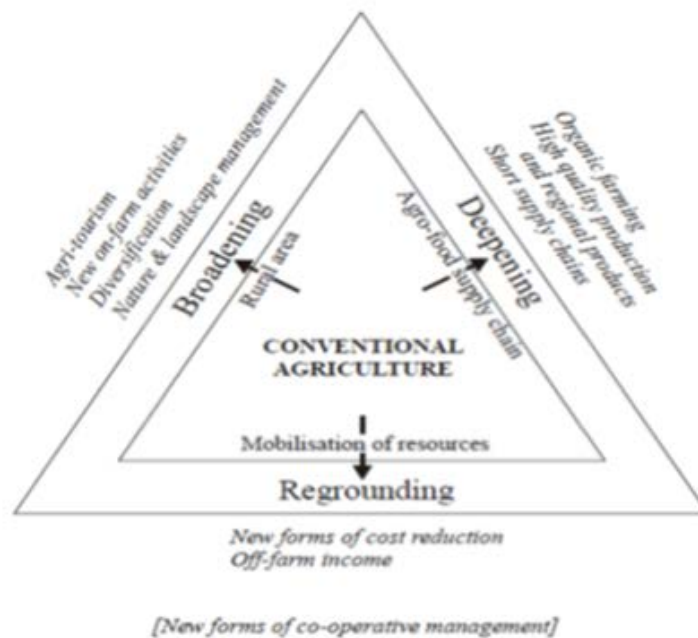 Agri-tourism
New on-farm activities
Diversification
Nature & landscape management
Broadening
Rural area
Organic farming
High quality production
and regional products
Short supply chains
Deepening
Agro-food supply chain
CONVENTIONAL
AGRICULTURE
Mobilisation of resources
Regrounding
New forms of cost reduction
Off-farm income
[New forms of co-operative management]